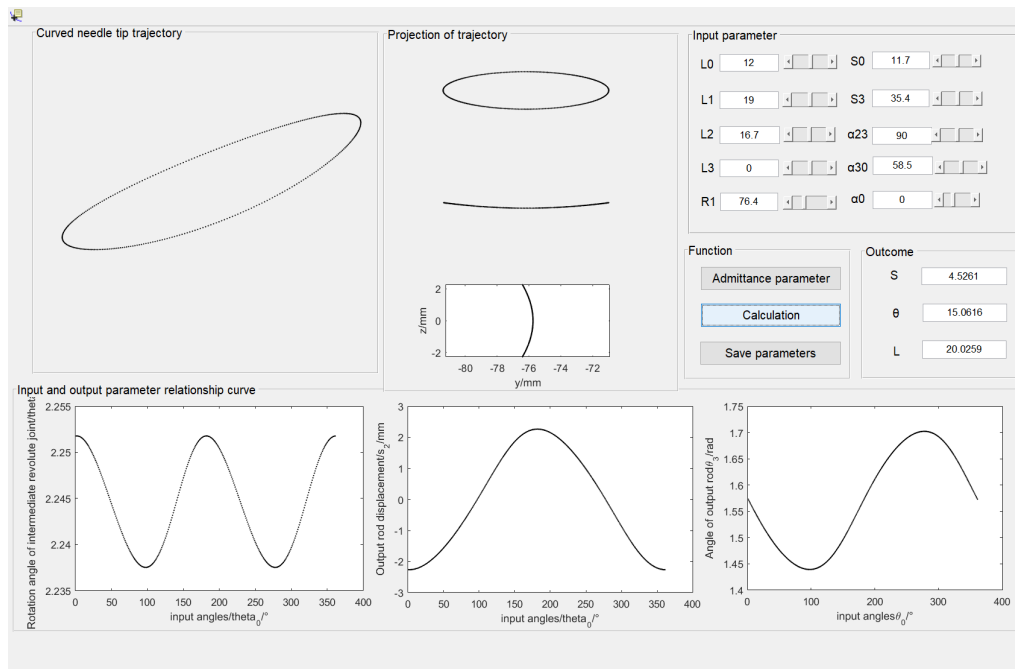 Curved needle tip trajectory
Projection of trajectory
2
0
-2
z/mm
-80 -78 -76 -74 -72
y/mm
Input parameter
L0 12 S0 11.7
L1 19 S3 35.4
L2 16.7 α23 90
L3 0 α30 58.5
R1 76.4 α0 0
Function
Admittance parameter
Calculation
Save parameters
Outcome
S 4.5261
θ 15.0616
L 20.0259
Input and output parameter relationship curve
Rotation angle of intermediate revolute joint/theta
2.255
2.25
2.245
2.24
2.235
0 50 100 150 200 250 300 350 400
input angles/theta0/°
Output rod displacement/s2/mm
3
2
1
0
-1
-2
-3
0 50 100 150 200 250 300 350 400
input angles/theta0/°
Angle of output rodθ3/rad
1.75
1.7
1.65
1.6
1.55
1.5
1.45
1.4
0 100 200 300 400
input anglesθ0/°